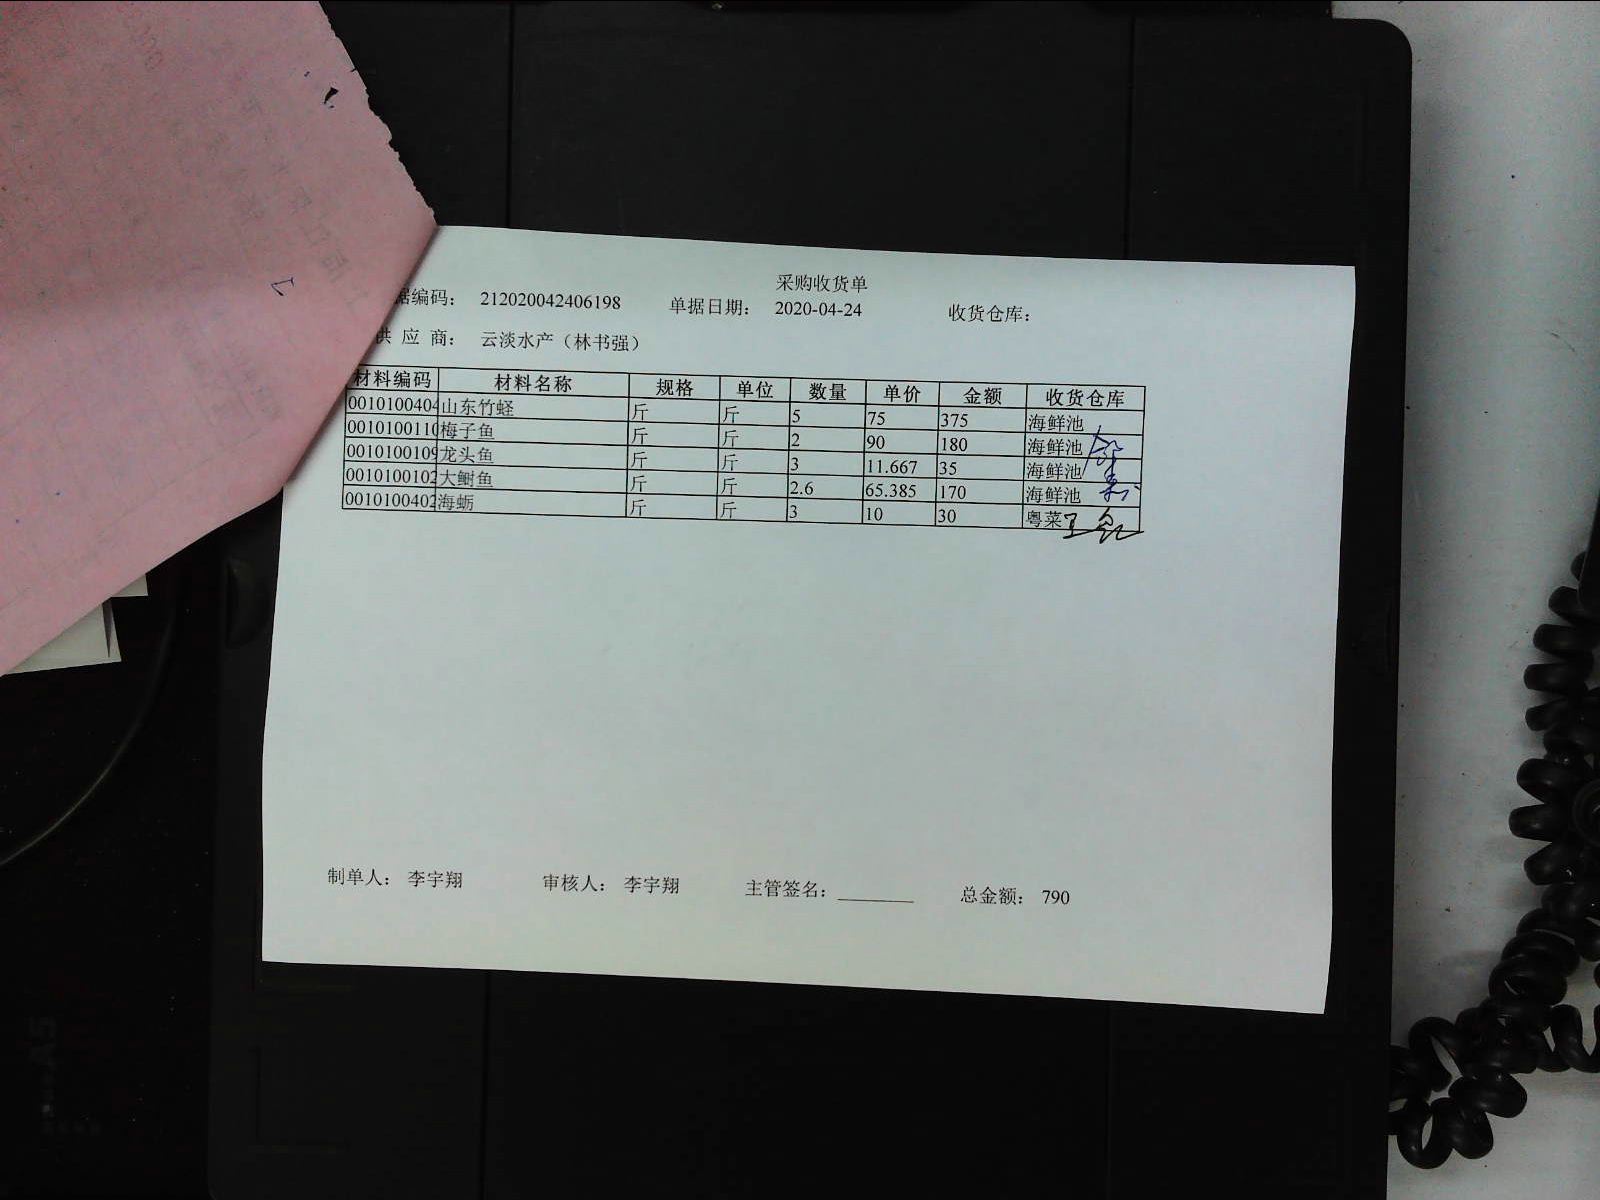 采购收货单
据编码： 212020042406198 单据日期： 2020-04-24 收货仓库：
供 应 商： 云淡水产（林书强）
材料编码 材料名称 规格 单位 数量 单价 金额 收货仓库
0010100404 山东竹蛏 斤 斤 5 75 375 海鲜池
0010100110 梅子鱼 斤 斤 2 90 180 海鲜池
0010100109 龙头鱼 斤 斤 3 11.667 35 海鲜池
0010100102 大鲥鱼 斤 斤 2.6 65.385 170 海鲜池
0010100402 海蛎 斤 斤 3 10 30 粤菜
制单人： 李宇翔 审核人： 李宇翔 主管签名： 总金额： 790